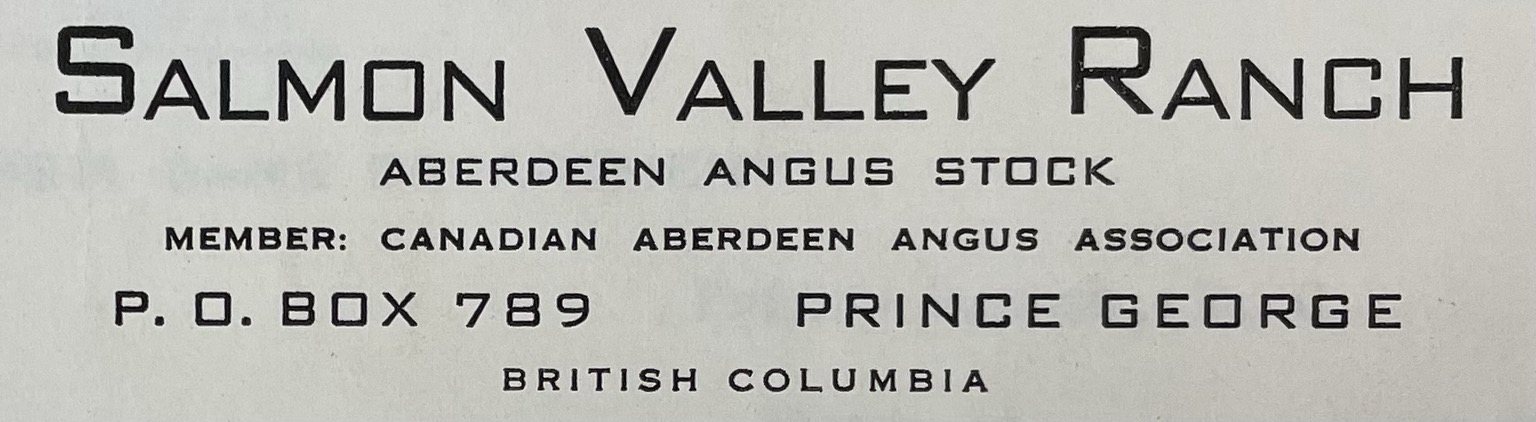 SALMON VALLEY RANCH
ABERDEEN ANGUS STOCK
MEMBER: CANADIAN ABERDEEN ANGUS ASSOCIATION
P. O. BOX 789 PRINCE GEORGE
BRITISH COLUMBIA